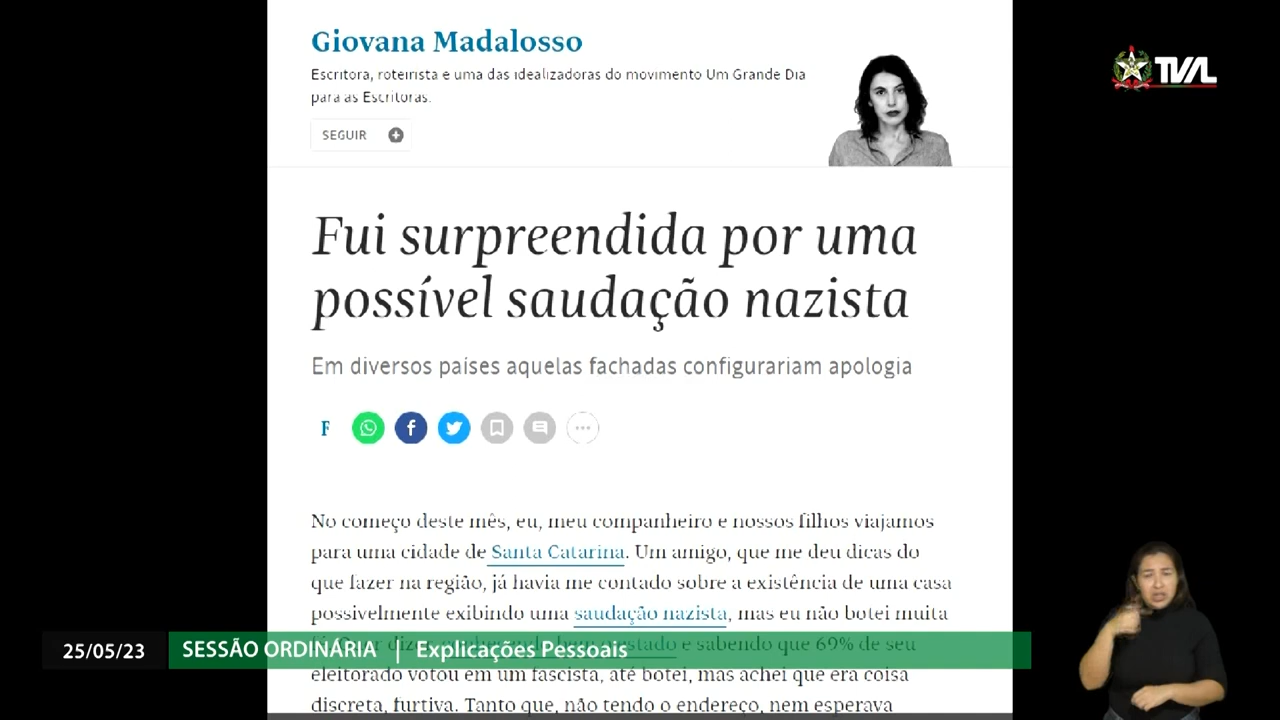 Giovana Madalosso
Escritora, roteirista e uma das idealizadoras do movimento Um Grande Dia
para as Escritoras.
SEGUIR
TVAL
Fui surpreendida por uma
possível saudação nazista
Em diversos países aquelas fachadas configurariam apologia
F
No começo deste mês, eu, meu companheiro e nossos filhos viajamos
para uma cidade de Santa Catarina. Um amigo, que me deu dicas do
que fazer na região, já havia me contado sobre a existência de uma casa
possivelmente exibindo uma saudação nazista, mas eu não botei muita
e sabendo que 69% de seu
25/05/23 SESSÃO ORDINÁRIA | Explicações Pessoais
eleitorado votou em um fascista, até botei, mas achei que era coisa
discreta, furtiva. Tanto que, não tendo o endereço, nem esperava